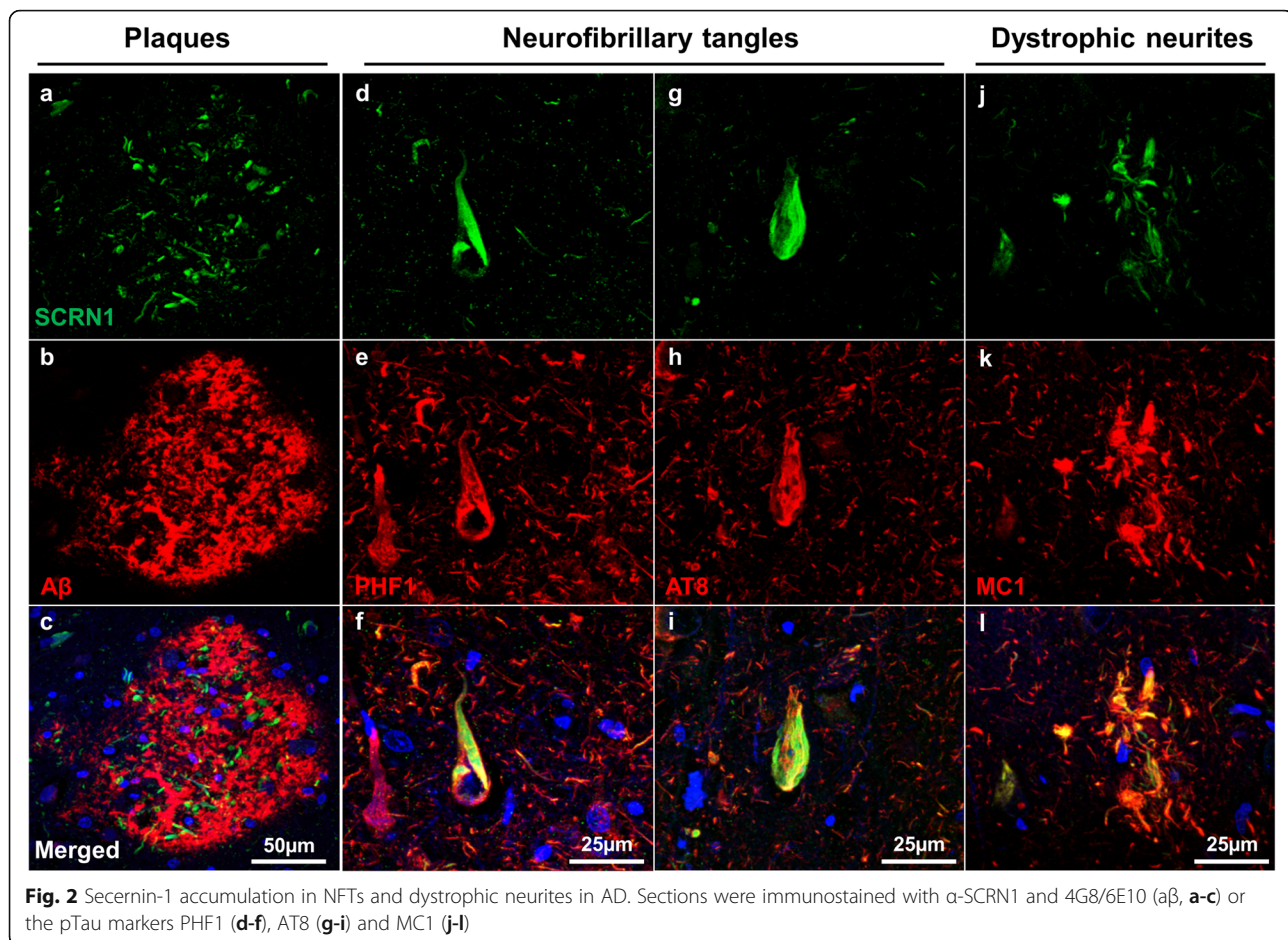 Plaques
Neurofibrillary tangles
Dystrophic neurites
a
d
g
j
SCRN1
b
e
h
k
Aβ
PHF1
AT8
MC1
c
f
i
l
Merged
50µm
25µm
25µm
25µm
Fig. 2 Secernin-1 accumulation in NFTs and dystrophic neurites in AD. Sections were immunostained with α-SCRN1 and 4G8/6E10 (aβ, a-c) or
the pTau markers PHF1 (d-f), AT8 (g-i) and MC1 (j-l)